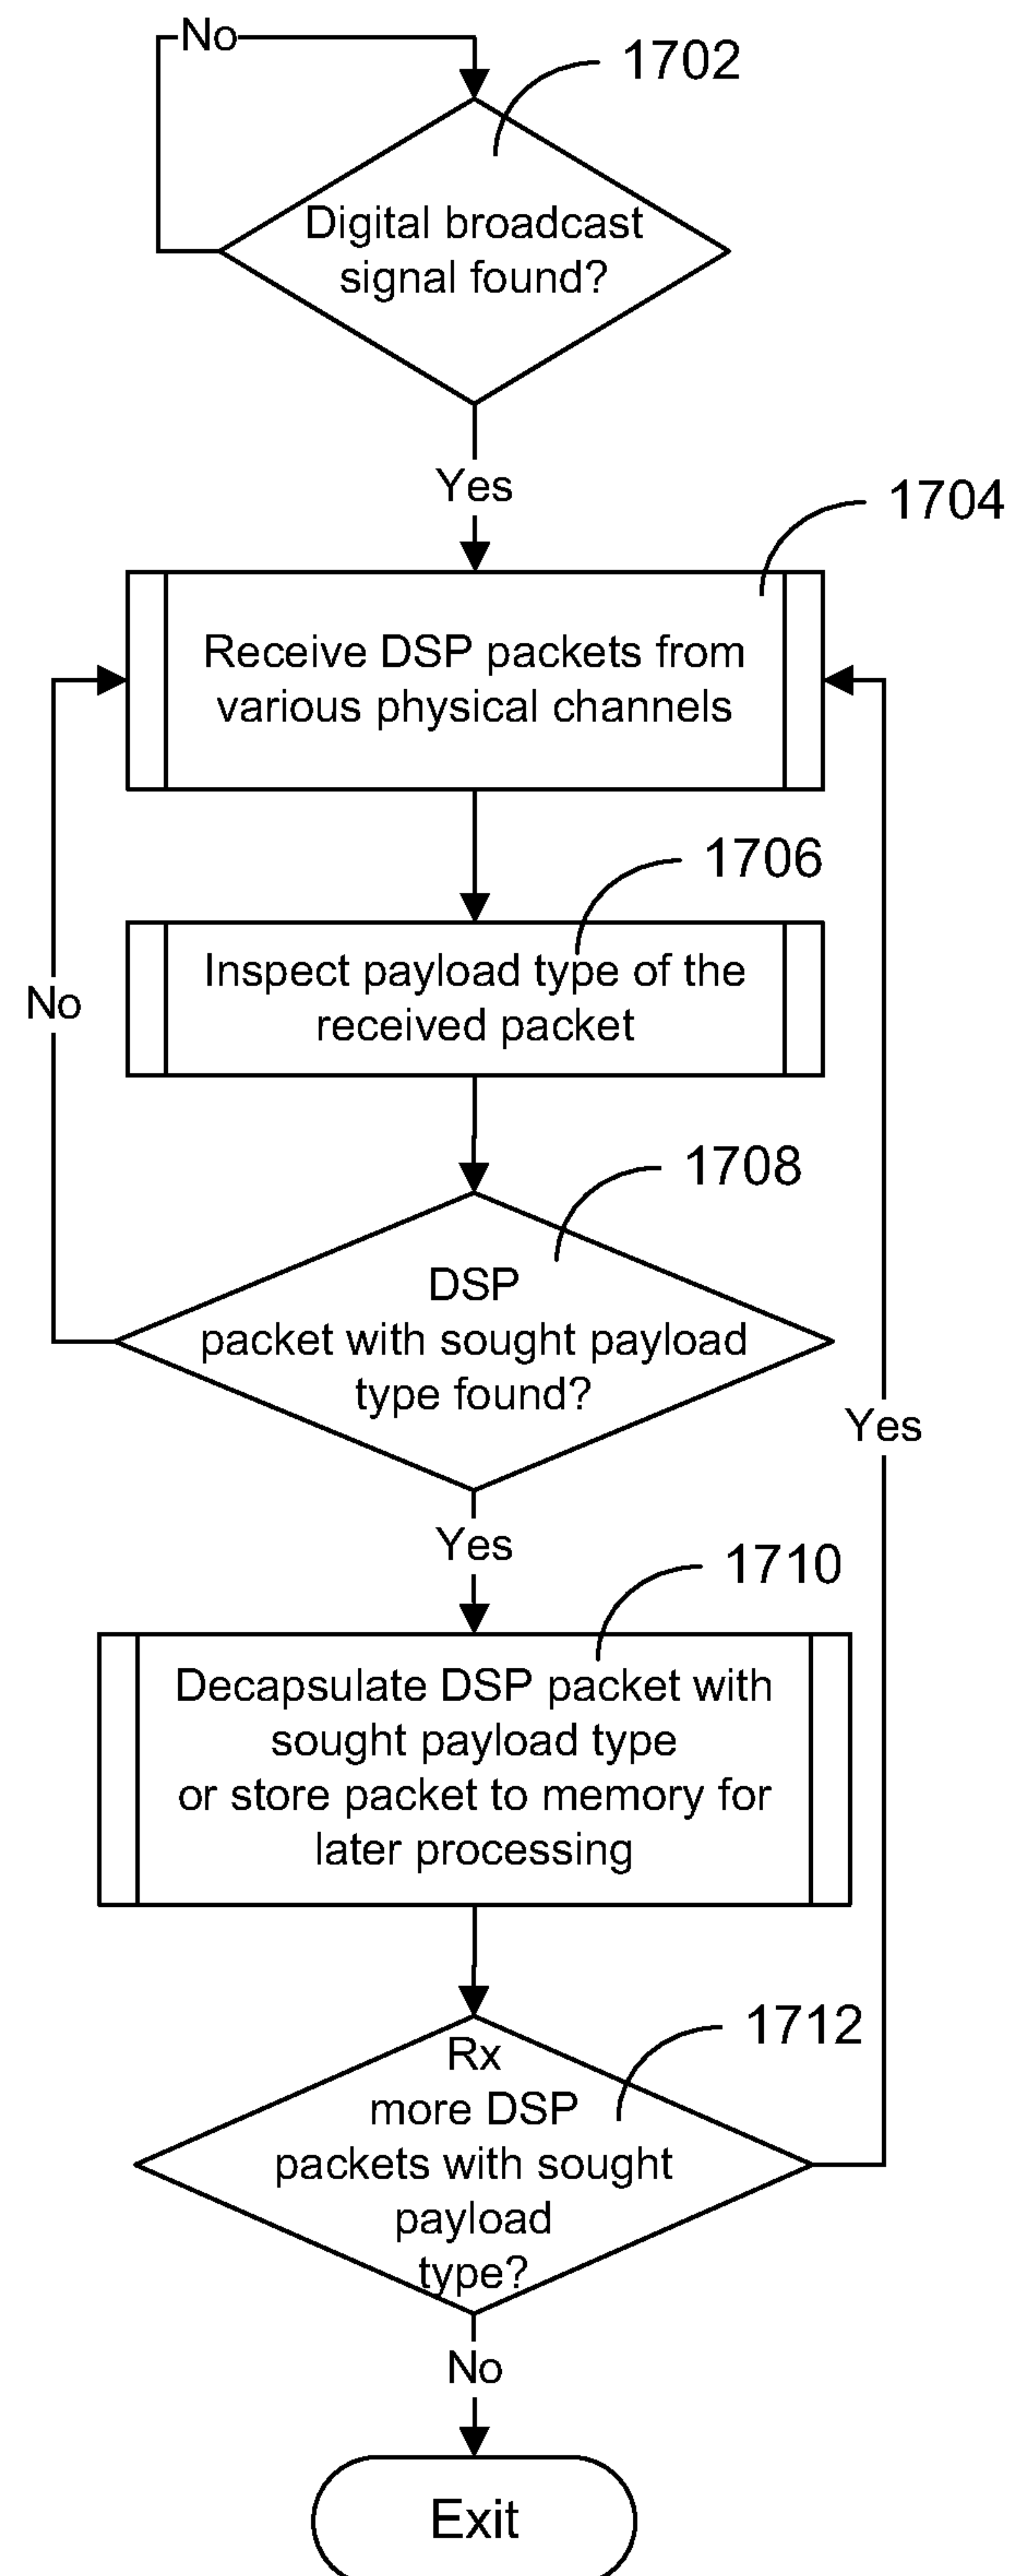 No
1702
Digital broadcast
signal found?
Yes
1704
Receive DSP packets from
various physical channels
1706
Inspect payload type of the
received packet
No
1708
DSP
packet with sought payload
type found?
Yes
Yes
1710
Decapsulate DSP packet with
sought payload type
or store packet to memory for
later processing
1712
Rx
more DSP
packets with sought
payload
type?
No
Exit